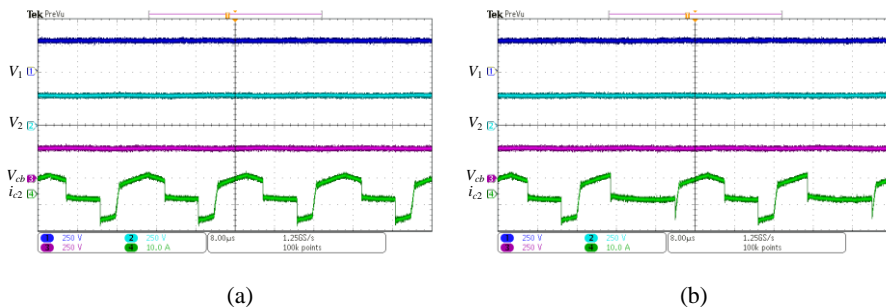 Tek PreVu
Tek PreVu
V1
V1
V2
V2
Vcb
Vcb
ic2
ic2
1 250 V 2 250 V 8.00µs 1.25GS/s
3 250 V 4 10.0 A 100k points
1 250 V 2 250 V 8.00µs 1.25GS/s
3 250 V 4 10.0 A 100k points
(a)
(b)